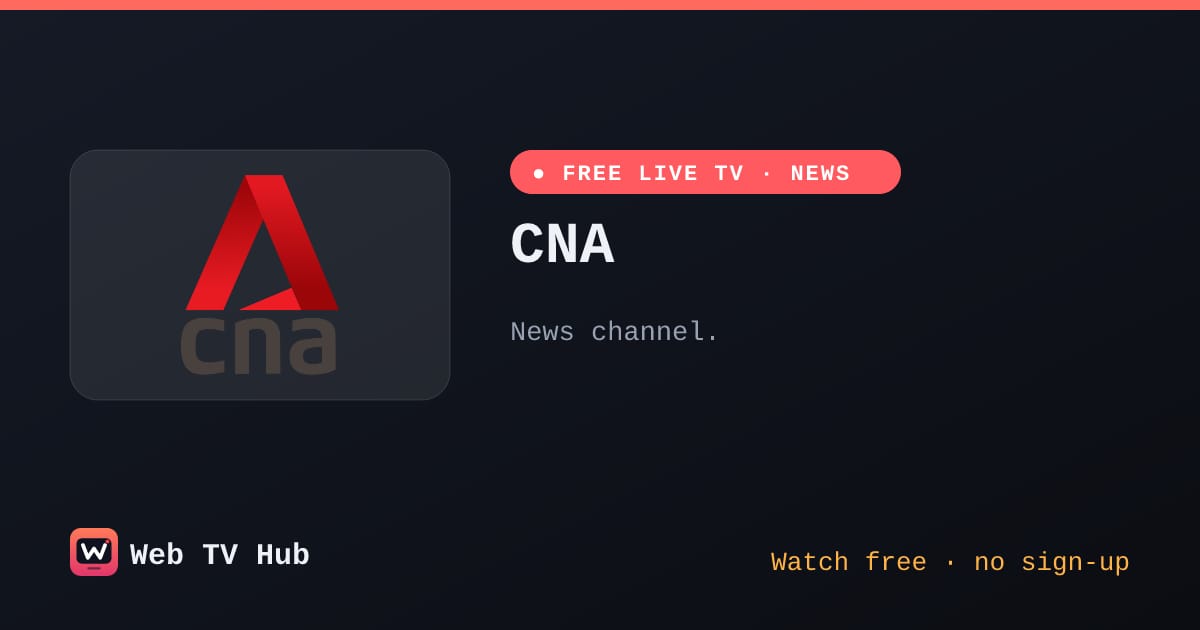 cna
• FREE LIVE TV · NEWS
CNA
News channel.
W
Web TV Hub
Watch free · no sign-up